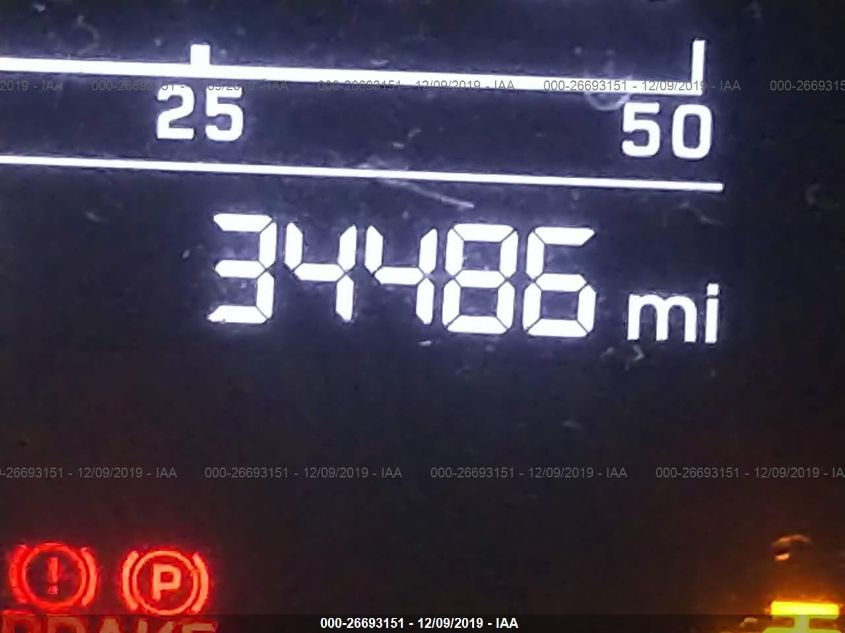 000-26693151 - 12/09/2019 - IAA 000-26693151 - 12/09/2019 - IAA 000-26693151 - 12/09/2019 - IAA
25 50
34486 mi
000-26693151 - 12/09/2019 - IAA 000-26693151 - 12/09/2019 - IAA 000-26693151 - 12/09/2019 - IAA
! P
BRAKE
000-26693151 - 12/09/2019 - IAA